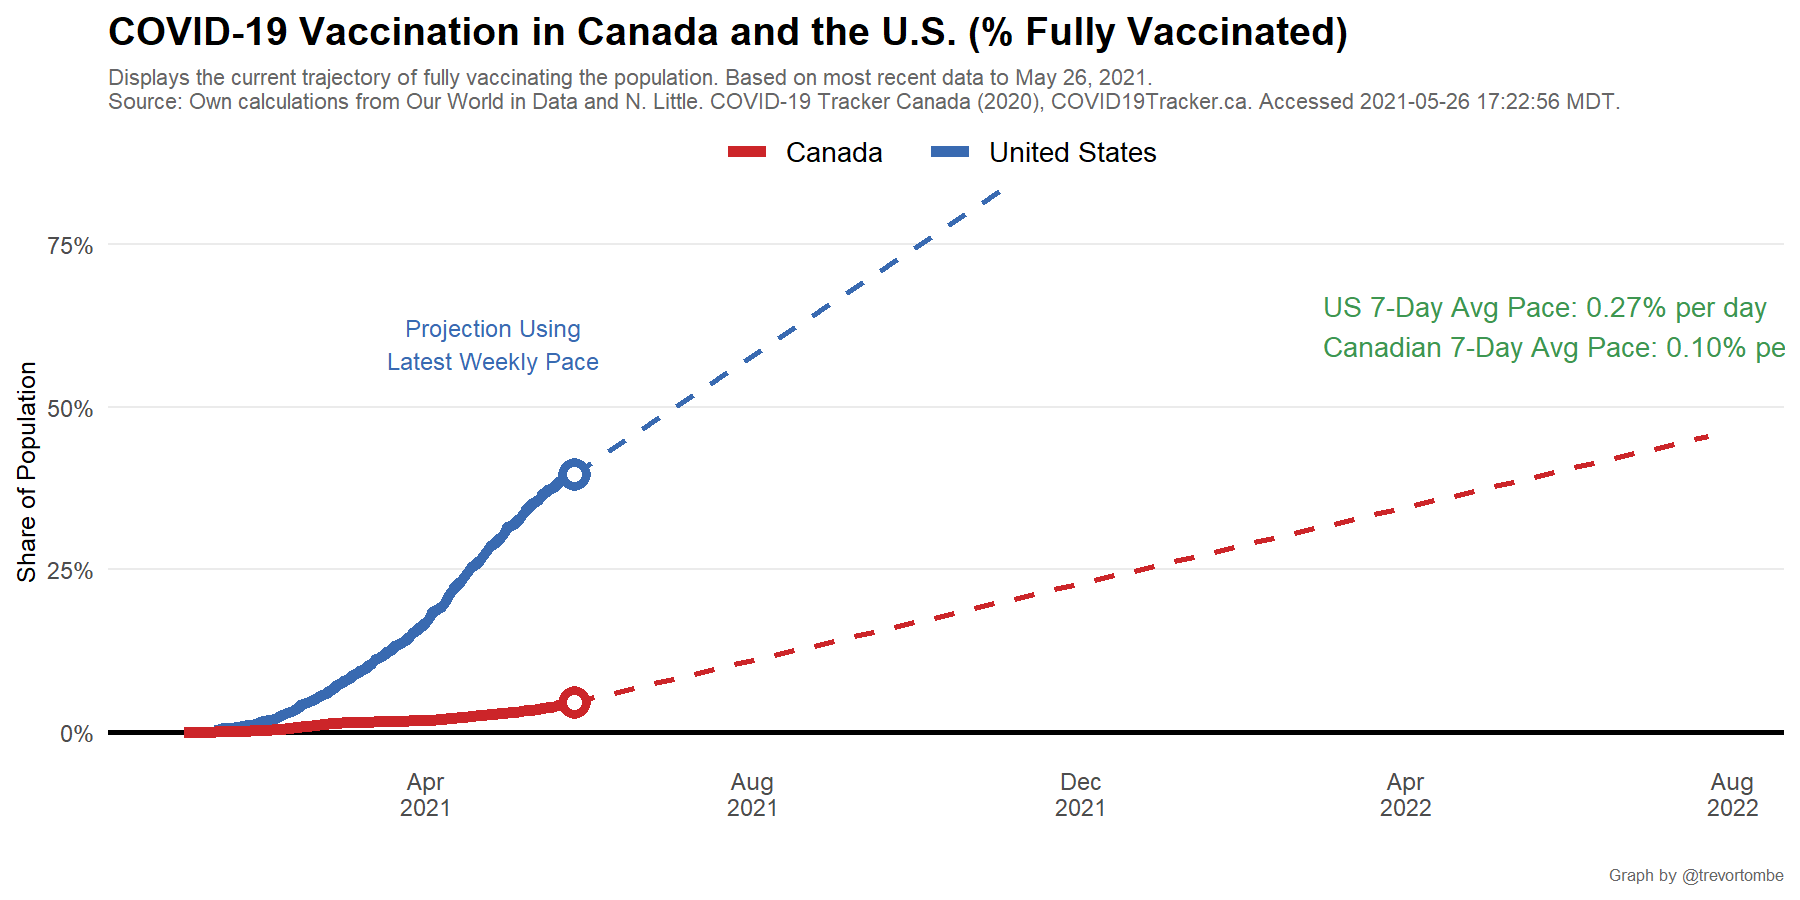 COVID-19 Vaccination in Canada and the U.S. (% Fully Vaccinated)
Displays the current trajectory of fully vaccinating the population. Based on most recent data to May 26, 2021.
Source: Own calculations from Our World in Data and N. Little. COVID-19 Tracker Canada (2020), COVID19Tracker.ca. Accessed 2021-05-26 17:22:56 MDT.
Canada
United States
75%
US 7-Day Avg Pace: 0.27% per day
Canadian 7-Day Avg Pace: 0.10% pe
Projection Using
Latest Weekly Pace
Share of Population
50%
25%
0%
Apr
2021
Aug
2021
Dec
2021
Apr
2022
Aug
2022
Graph by @trevortombe